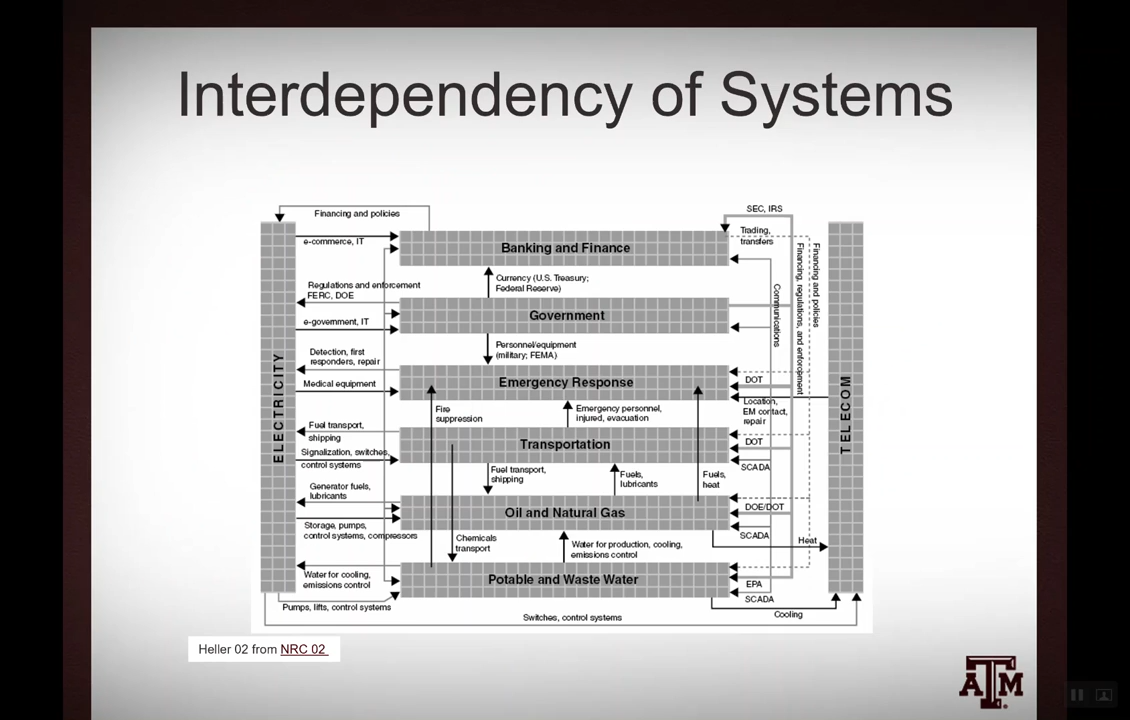 Interdependency of Systems
Financing and policies
SEC, IRS
e-commerce, IT
Banking and Finance
Trading,
transfers
Regulations and enforcement
FERC, DOE
Currency (U.S. Treasury;
Federal Reserve)
Communications
Financing, regulations, and enforcement
Financing and policies
e-government, IT
Government
Personnel/equipment
(military; FEMA)
Detection, first
responders, repair
Medical equipment
Emergency Response
DOT
ELECTRICITY
TELECOM
Location,
EM contact,
repair
Fire
suppression
Emergency personnel,
injured, evacuation
Fuel transport,
shipping
Signalization, switches,
control systems
Transportation
DOT
SCADA
Fuel transport,
shipping
Fuels,
lubricants
Fuels,
heat
Generator fuels,
lubricants
Oil and Natural Gas
DOE/DOT
Storage, pumps,
control systems, compressors
SCADA
Heat
Chemicals
transport
Water for production, cooling,
emissions control
Water for cooling,
emissions control
Potable and Waste Water
EPA
SCADA
Pumps, lifts, control systems
Cooling
Switches, control systems
Heller 02 from NRC 02
ATM